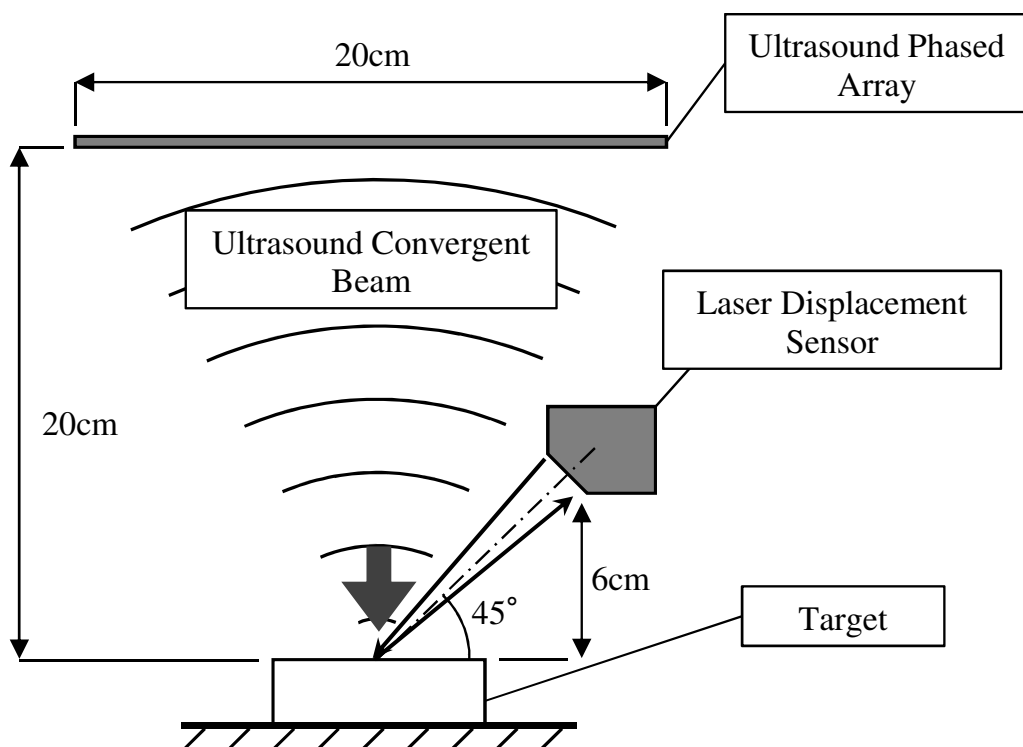 20cm
Ultrasound Phased
Array
Ultrasound Convergent
Beam
Laser Displacement
Sensor
20cm
6cm
45°
Target